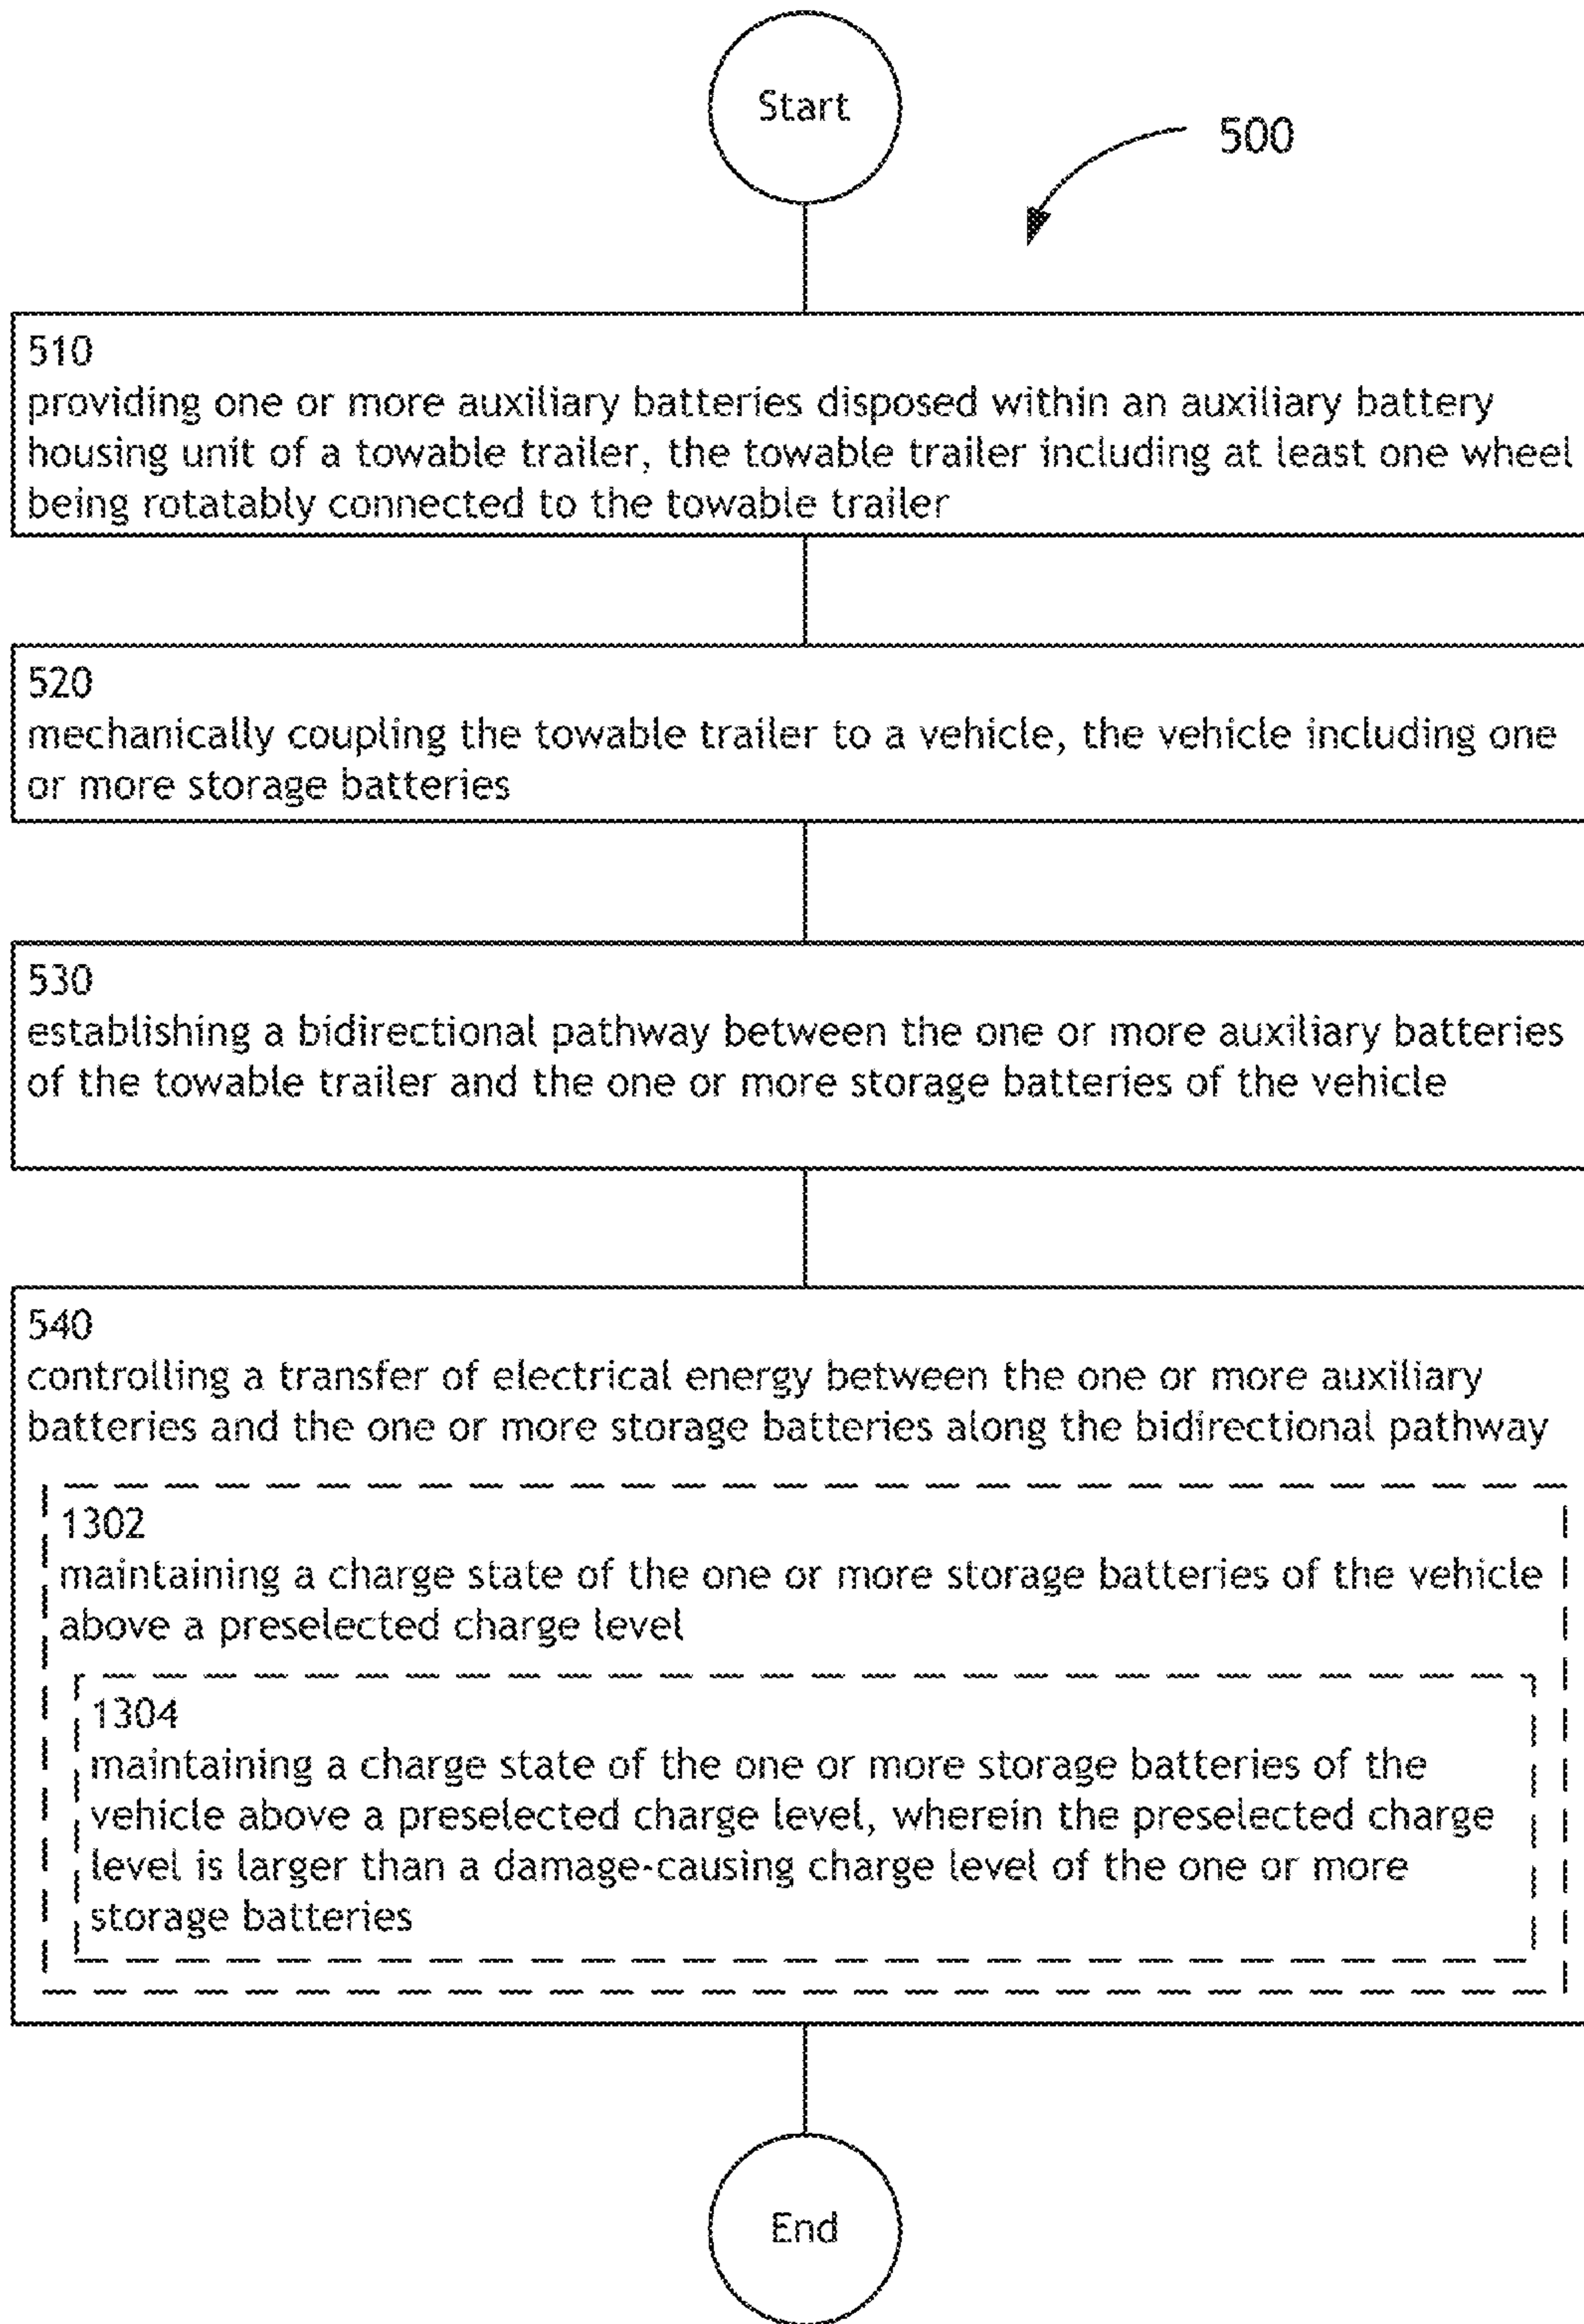 Start
500
510
providing one or more auxiliary batteries disposed within an auxiliary battery
housing unit of a towable trailer, the towable trailer including at least one wheel
being rotatably connected to the towable trailer
520
mechanically coupling the towable trailer to a vehicle, the vehicle including one
or more storage batteries
530
establishing a bidirectional pathway between the one or more auxiliary batteries
of the towable trailer and the one or more storage batteries of the vehicle
540
controlling a transfer of electrical energy between the one or more auxiliary
batteries and the one or more storage batteries along the bidirectional pathway
1302
maintaining a charge state of the one or more storage batteries of the vehicle
above a preselected charge level
1304
maintaining a charge state of the one or more storage batteries of the
vehicle above a preselected charge level, wherein the preselected charge
level is larger than a damage-causing charge level of the one or more
storage batteries
End